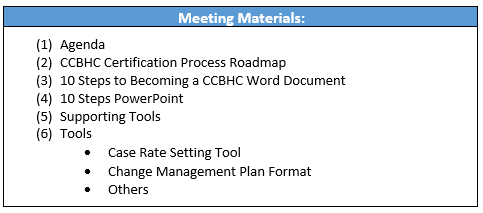 Meeting Materials:
(1) Agenda
(2) CCBHC Certification Process Roadmap
(3) 10 Steps to Becoming a CCBHC Word Document
(4) 10 Steps PowerPoint
(5) Supporting Tools
(6) Tools
• Case Rate Setting Tool
• Change Management Plan Format
• Others